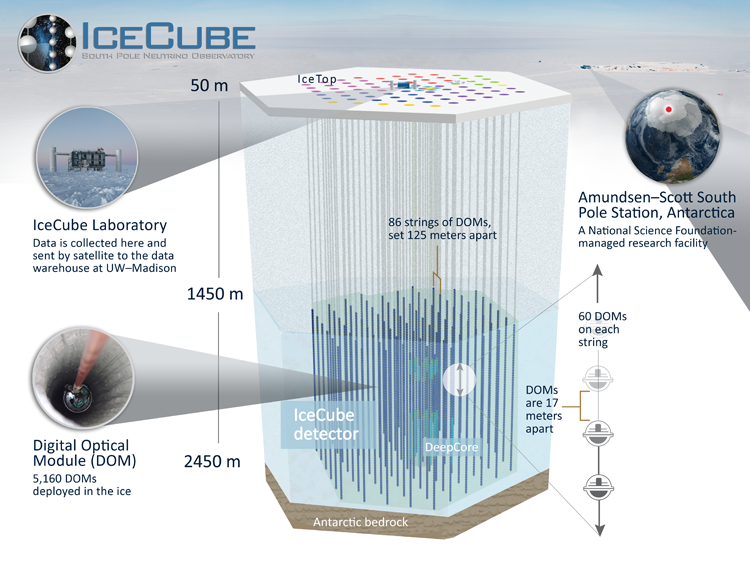 ICECUBE
SOUTH POLE NEUTRINO OBSERVATORY
IceTop
50 m
IceCube Laboratory
Data is collected here and
sent by satellite to the data
warehouse at UW–Madison
Amundsen–Scott South
Pole Station, Antarctica
A National Science Foundation-
managed research facility
86 strings of DOMs,
set 125 meters apart
1450 m
60 DOMs
on each
string
DOMs
are 17
meters
apart
IceCube
detector
DeepCore
Digital Optical
Module (DOM)
5,160 DOMs
deployed in the ice
2450 m
Antarctic bedrock